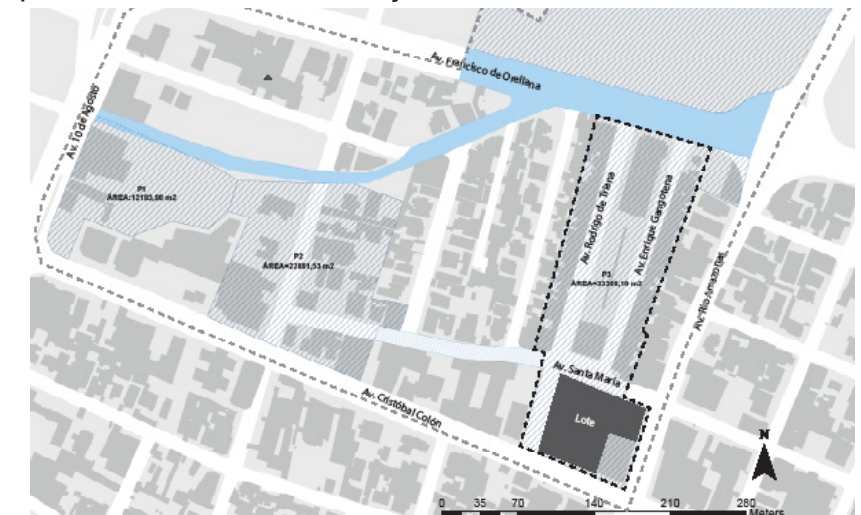 Av. Francisco de Orellana
Av. 10 de Agosto
P1
ÁREA:12183,90 m2
P2
ÁREA=22881,53 m2
Av. Rodrigo de Triana
Av. Enrique Gangotena
P3
Av. Río Amazonas
Av. Santa María
Av. Cristóbal Colón
Lote
N
0 35 70 140 210 280
Meters